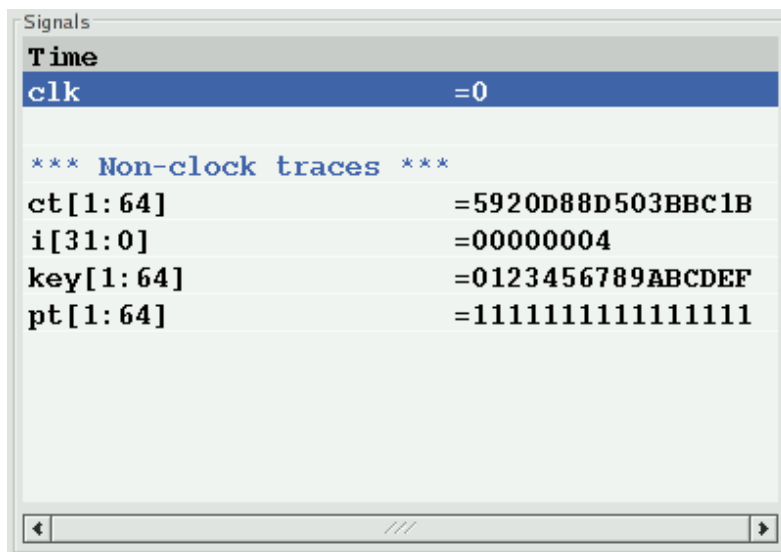 Signals
Time
clk =0
*** Non-clock traces ***
ct[1:64] =5920D88D503BBC1B
i[31:0] =00000004
key[1:64] =0123456789ABCDEF
pt[1:64] =1111111111111111